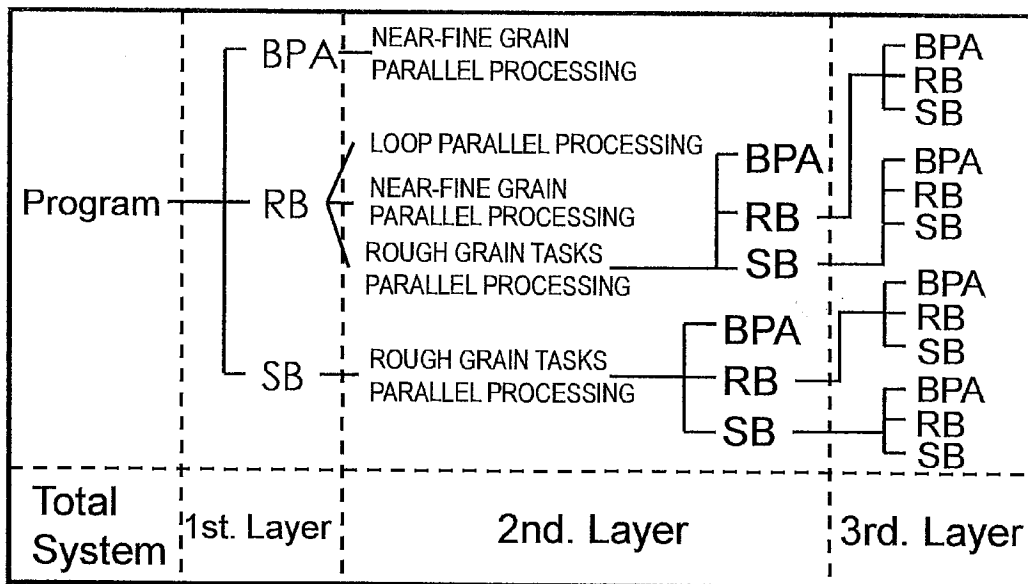 Program
BPA
NEAR-FINE GRAIN
PARALLEL PROCESSING
RB
LOOP PARALLEL PROCESSING
NEAR-FINE GRAIN
PARALLEL PROCESSING
ROUGH GRAIN TASKS
PARALLEL PROCESSING
BPA
RB
SB
SB
ROUGH GRAIN TASKS
PARALLEL PROCESSING
BPA
RB
SB
BPA
RB
SB
BPA
RB
SB
BPA
RB
SB
BPA
RB
SB
Total
System
1st. Layer
2nd. Layer
3rd. Layer